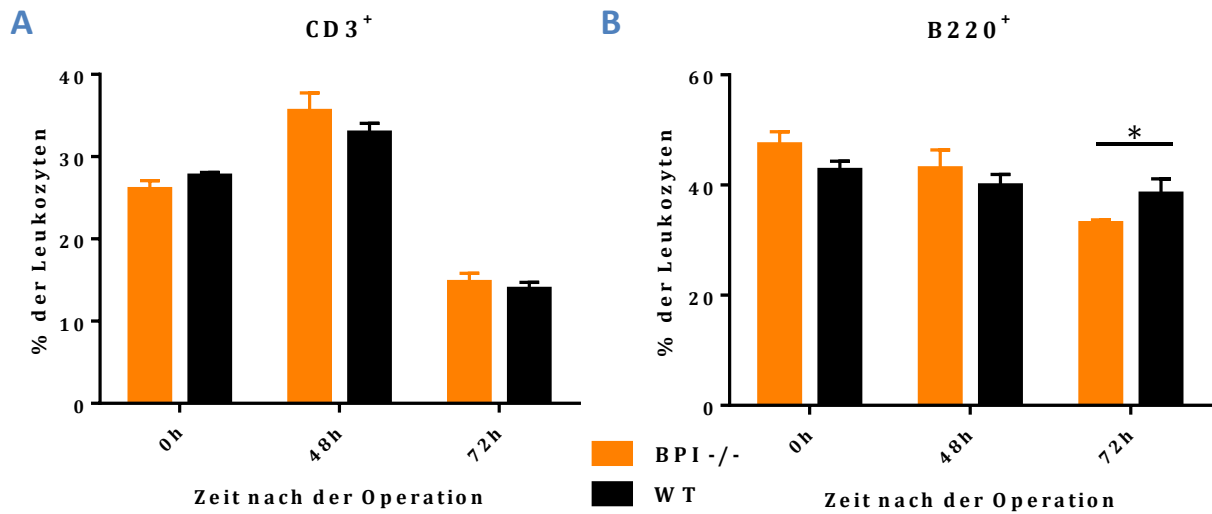 A
CD3+
% der Leukozyten
40
30
20
10
0
0h
48h
72h
Zeit nach der Operation
B
B220+
% der Leukozyten
60
40
20
0
*
0h
48h
72h
Zeit nach der Operation
BPI -/-
WT